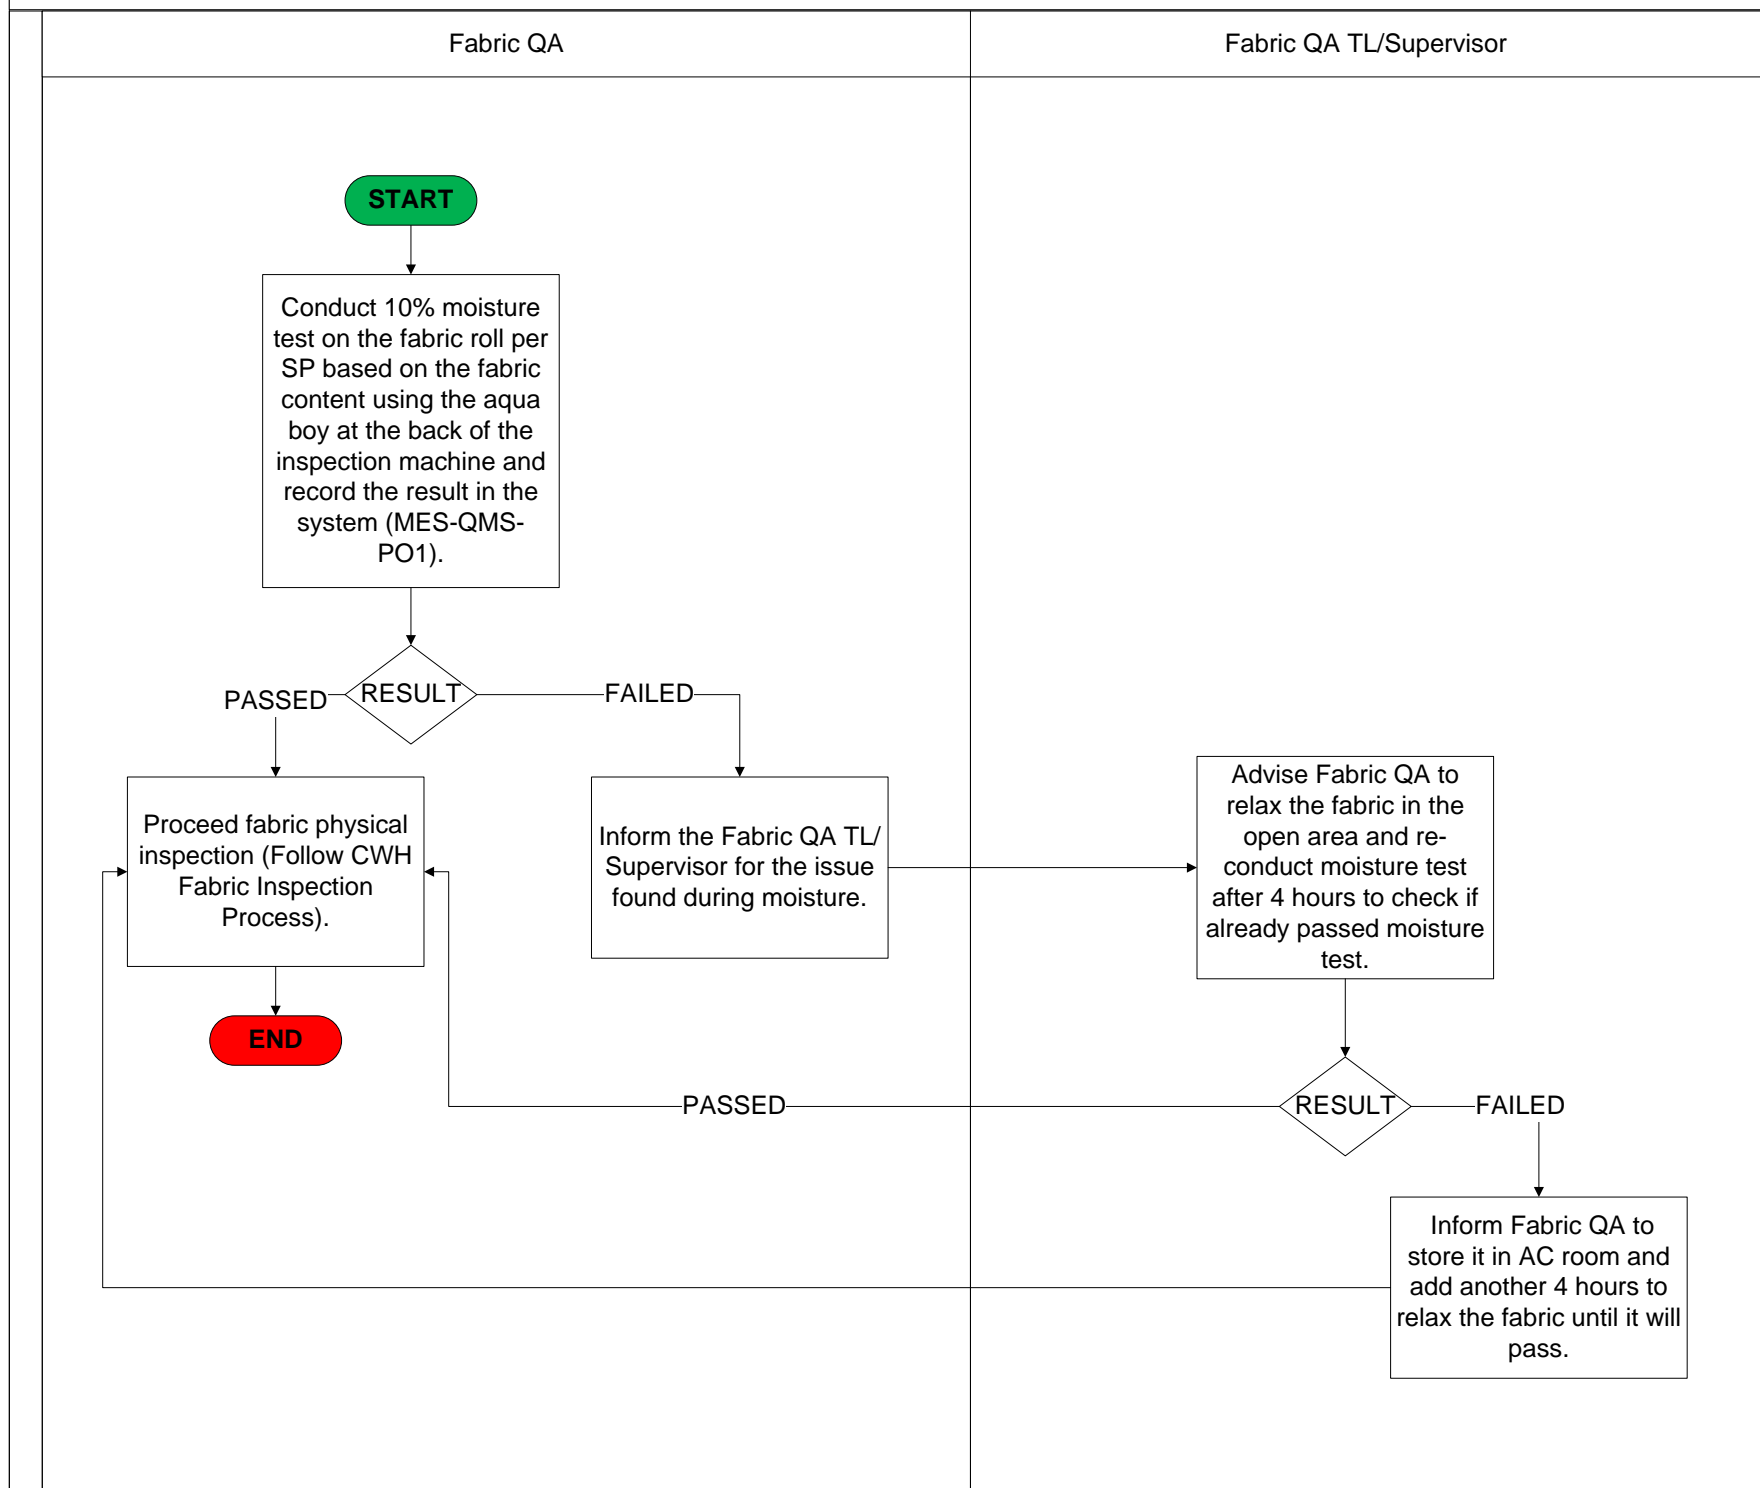 Fabric QA
Fabric QA TL/Supervisor
START
Conduct 10% moisture
test on the fabric roll per
SP based on the fabric
content using the aqua
boy at the back of the
inspection machine and
record the result in the
system (MES-QMS-
PO1).
RESULT
PASSED
FAILED
Proceed fabric physical
inspection (Follow CWH
Fabric Inspection
Process).
Inform the Fabric QA TL/
Supervisor for the issue
found during moisture.
Advise Fabric QA to
relax the fabric in the
open area and re-
conduct moisture test
after 4 hours to check if
already passed moisture
test.
END
PASSED
RESULT
FAILED
Inform Fabric QA to
store it in AC room and
add another 4 hours to
relax the fabric until it will
pass.